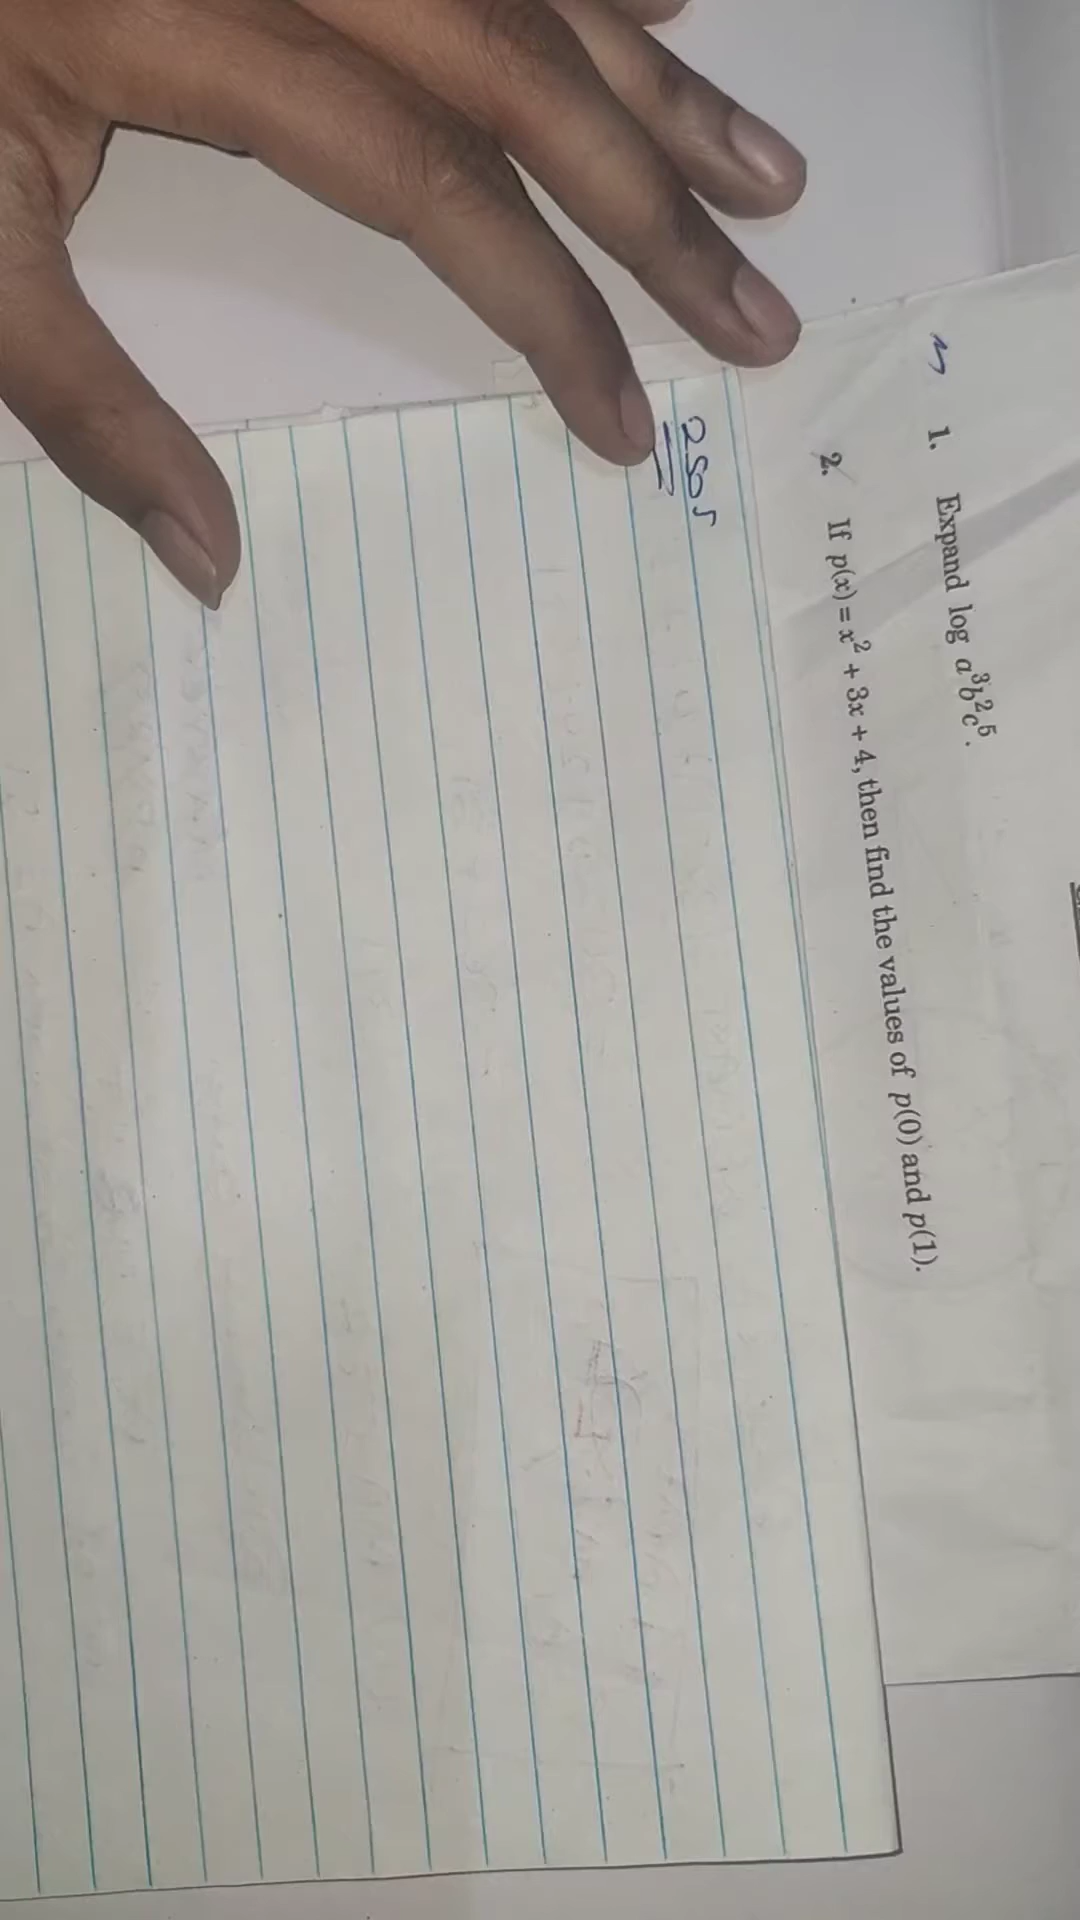 1. Expand log a³b²c⁵.
2. If p(x) = x² + 3x + 4, then find the values of p(0) and p(1).